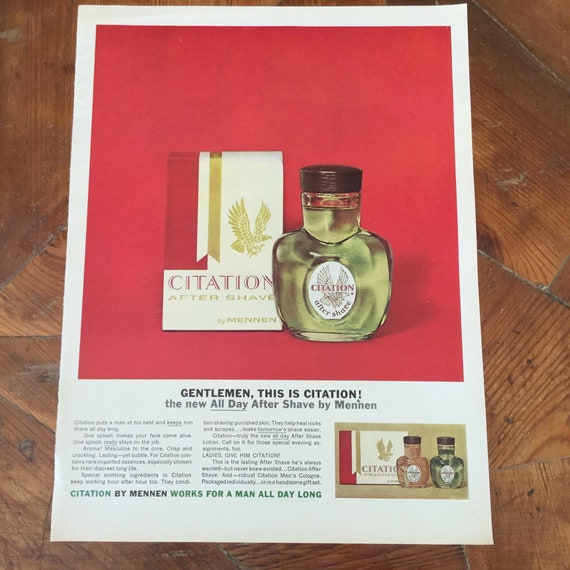 CITATION
AFTER SHAVE
by MENNEN
CITATION
after shave
GENTLEMEN, THIS IS CITATION!
the new All Day After Shave by Mennen
Citation puts a man at his best and keeps him
there all day long.
One splash makes your face come alive.
One splash really stays on the job.
Aroma? Masculine to the core. Crisp and
crackling. Lasting—yet subtle. For Citation con-
tains rare imported essences, especially chosen
for their discreet long life.
Special soothing ingredients in Citation
keep working hour after hour too. They condi-
tion shaving-punished skin. They help heal nicks
and scrapes...make tomorrow's shave easier.
Citation—truly the new all day After Shave
Lotion. Call on it for those special evening as-
signments, too.
LADIES, GIVE HIM CITATION!
This is the lasting After Shave he's always
wanted—but never knew existed...Citation After
Shave. And—robust Citation Men's Cologne.
Packaged individually...or in a handsome gift set.
CITATION
CITATION BY MENNEN WORKS FOR A MAN ALL DAY LONG